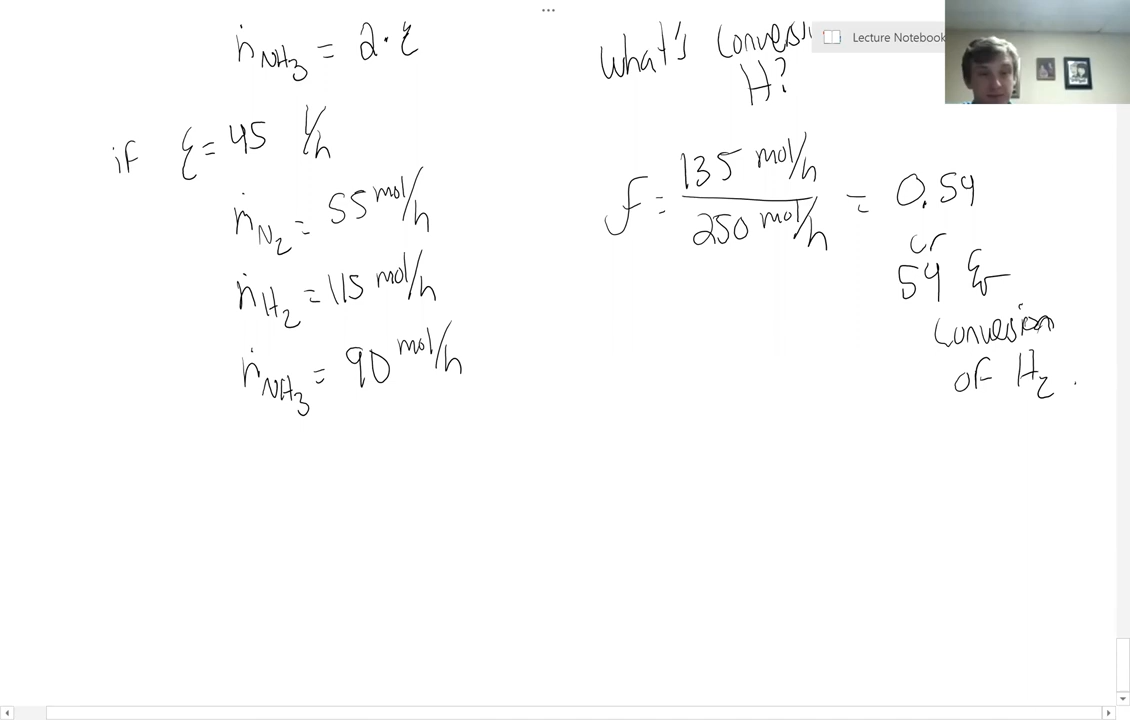 ṅNH3 = 2·ξ
if ξ = 45 1/h
ṅN2 = 55 mol/h
ṅH2 = 115 mol/h
ṅNH3 = 90 mol/h
What's
H?
Lecture Notebook
f = 135 mol/h / 250 mol/h = 0.54
or
54 %
conversion
of H2.